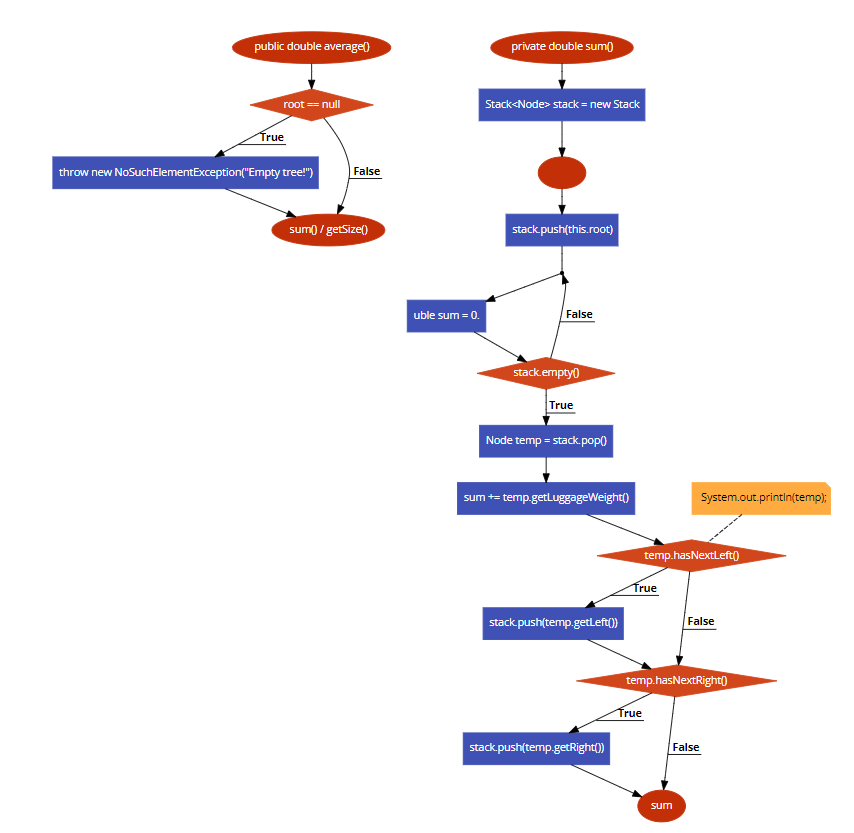 public double average()
root == null
True
False
throw new NoSuchElementException("Empty tree!")
sum() / getSize()
private double sum()
Stack<Node> stack = new Stack
stack.push(this.root)
uble sum = 0.
False
stack.empty()
True
Node temp = stack.pop()
sum += temp.getLuggageWeight()
System.out.println(temp);
temp.hasNextLeft()
True
stack.push(temp.getLeft())
False
temp.hasNextRight()
True
stack.push(temp.getRight())
False
sum